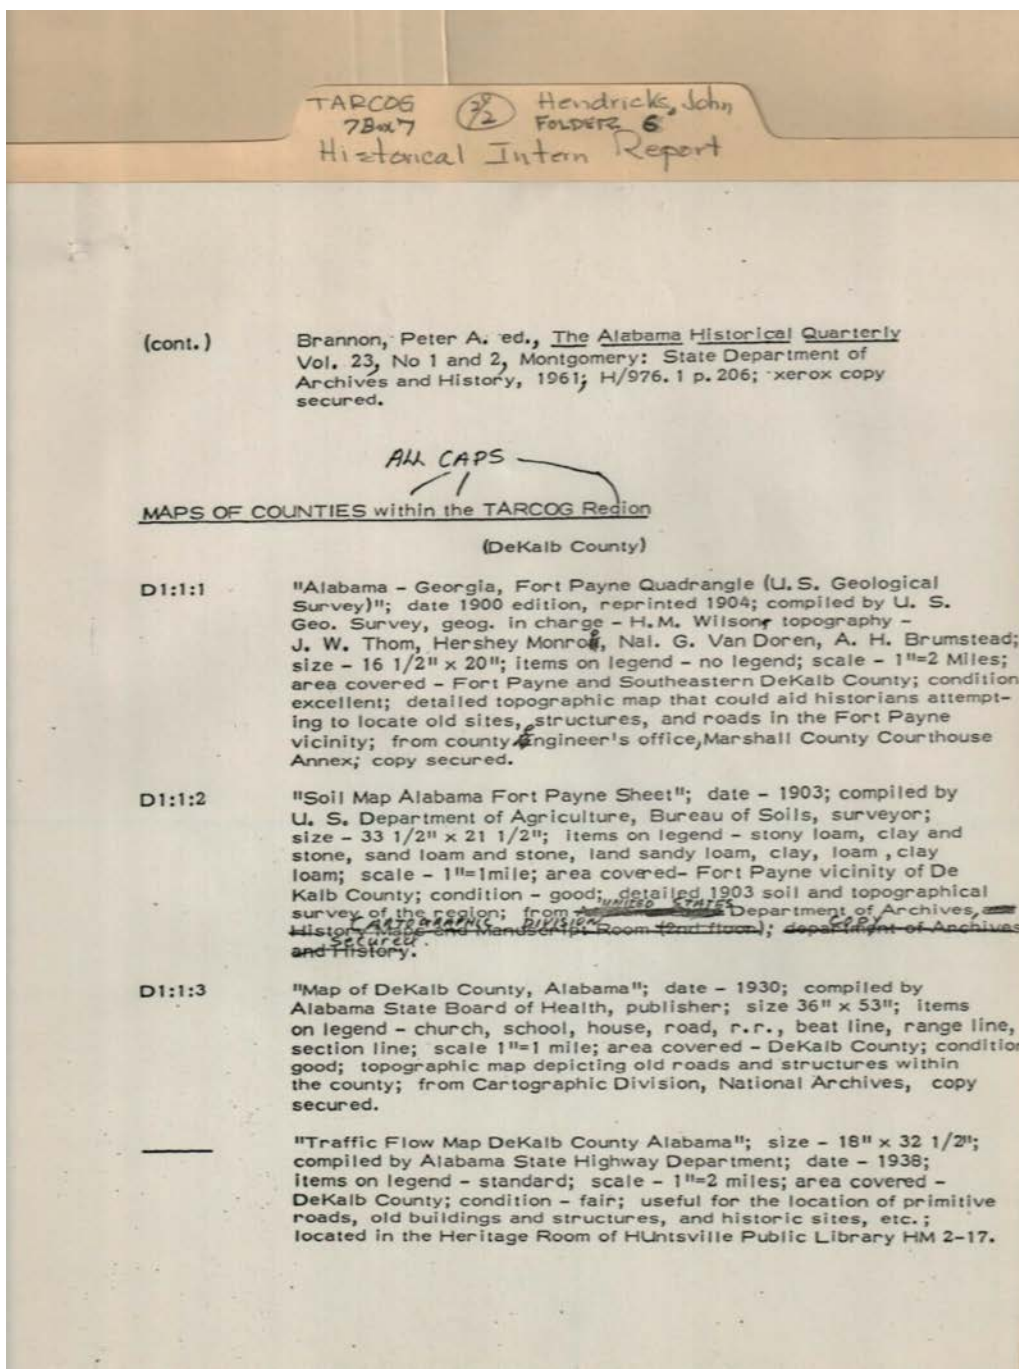 TARCOG Hendricks, John
7Box7 FOLDER 6
Historical Intern Report
(cont.) Brannon, Peter A. ed., The Alabama Historical Quarterly
Vol. 23, No 1 and 2, Montgomery: State Department of
Archives and History, 1961; H/976. 1 p. 206; xerox copy
secured.
ALL CAPS
MAPS OF COUNTIES within the TARCOG Region
(DeKalb County)
D1:1:1 "Alabama - Georgia, Fort Payne Quadrangle (U. S. Geological
Survey)"; date 1900 edition, reprinted 1904; compiled by U. S.
Geo. Survey, geog. in charge - H. M. Wilson, topography -
J. W. Thom, Hershey Monroe, Nal. G. Van Doren, A. H. Brumstead;
size - 16 1/2" x 20"; items on legend - no legend; scale - 1"=2 Miles;
area covered - Fort Payne and Southeastern DeKalb County; condition
excellent; detailed topographic map that could aid historians attempt-
ing to locate old sites, structures, and roads in the Fort Payne
vicinity; from county engineer's office, Marshall County Courthouse
Annex; copy secured.
D1:1:2 "Soil Map Alabama Fort Payne Sheet"; date - 1903; compiled by
U. S. Department of Agriculture, Bureau of Soils, surveyor;
size - 33 1/2" x 21 1/2"; items on legend - stony loam, clay and
stone, sand loam and stone, land sandy loam, clay, loam , clay
loam; scale - 1"=1mile; area covered- Fort Payne vicinity of De
Kalb County; condition - good; detailed 1903 soil and topographical
UNITED STATES
survey of the region; from Department of Archives,
CARTOGRAPHIC DIVISION COPY
History Maps and Manuscript Room (2nd floor); department of Archives
Secured.
and History.
D1:1:3 "Map of DeKalb County, Alabama"; date - 1930; compiled by
Alabama State Board of Health, publisher; size 36" x 53"; items
on legend - church, school, house, road, r.r., beat line, range line,
section line; scale 1"=1 mile; area covered - DeKalb County; condition
good; topographic map depicting old roads and structures within
the county; from Cartographic Division, National Archives, copy
secured.
"Traffic Flow Map DeKalb County Alabama"; size - 18" x 32 1/2";
compiled by Alabama State Highway Department; date - 1938;
items on legend - standard; scale - 1"=2 miles; area covered -
DeKalb County; condition - fair; useful for the location of primitive
roads, old buildings and structures, and historic sites, etc.;
located in the Heritage Room of HUntsville Public Library HM 2-17.